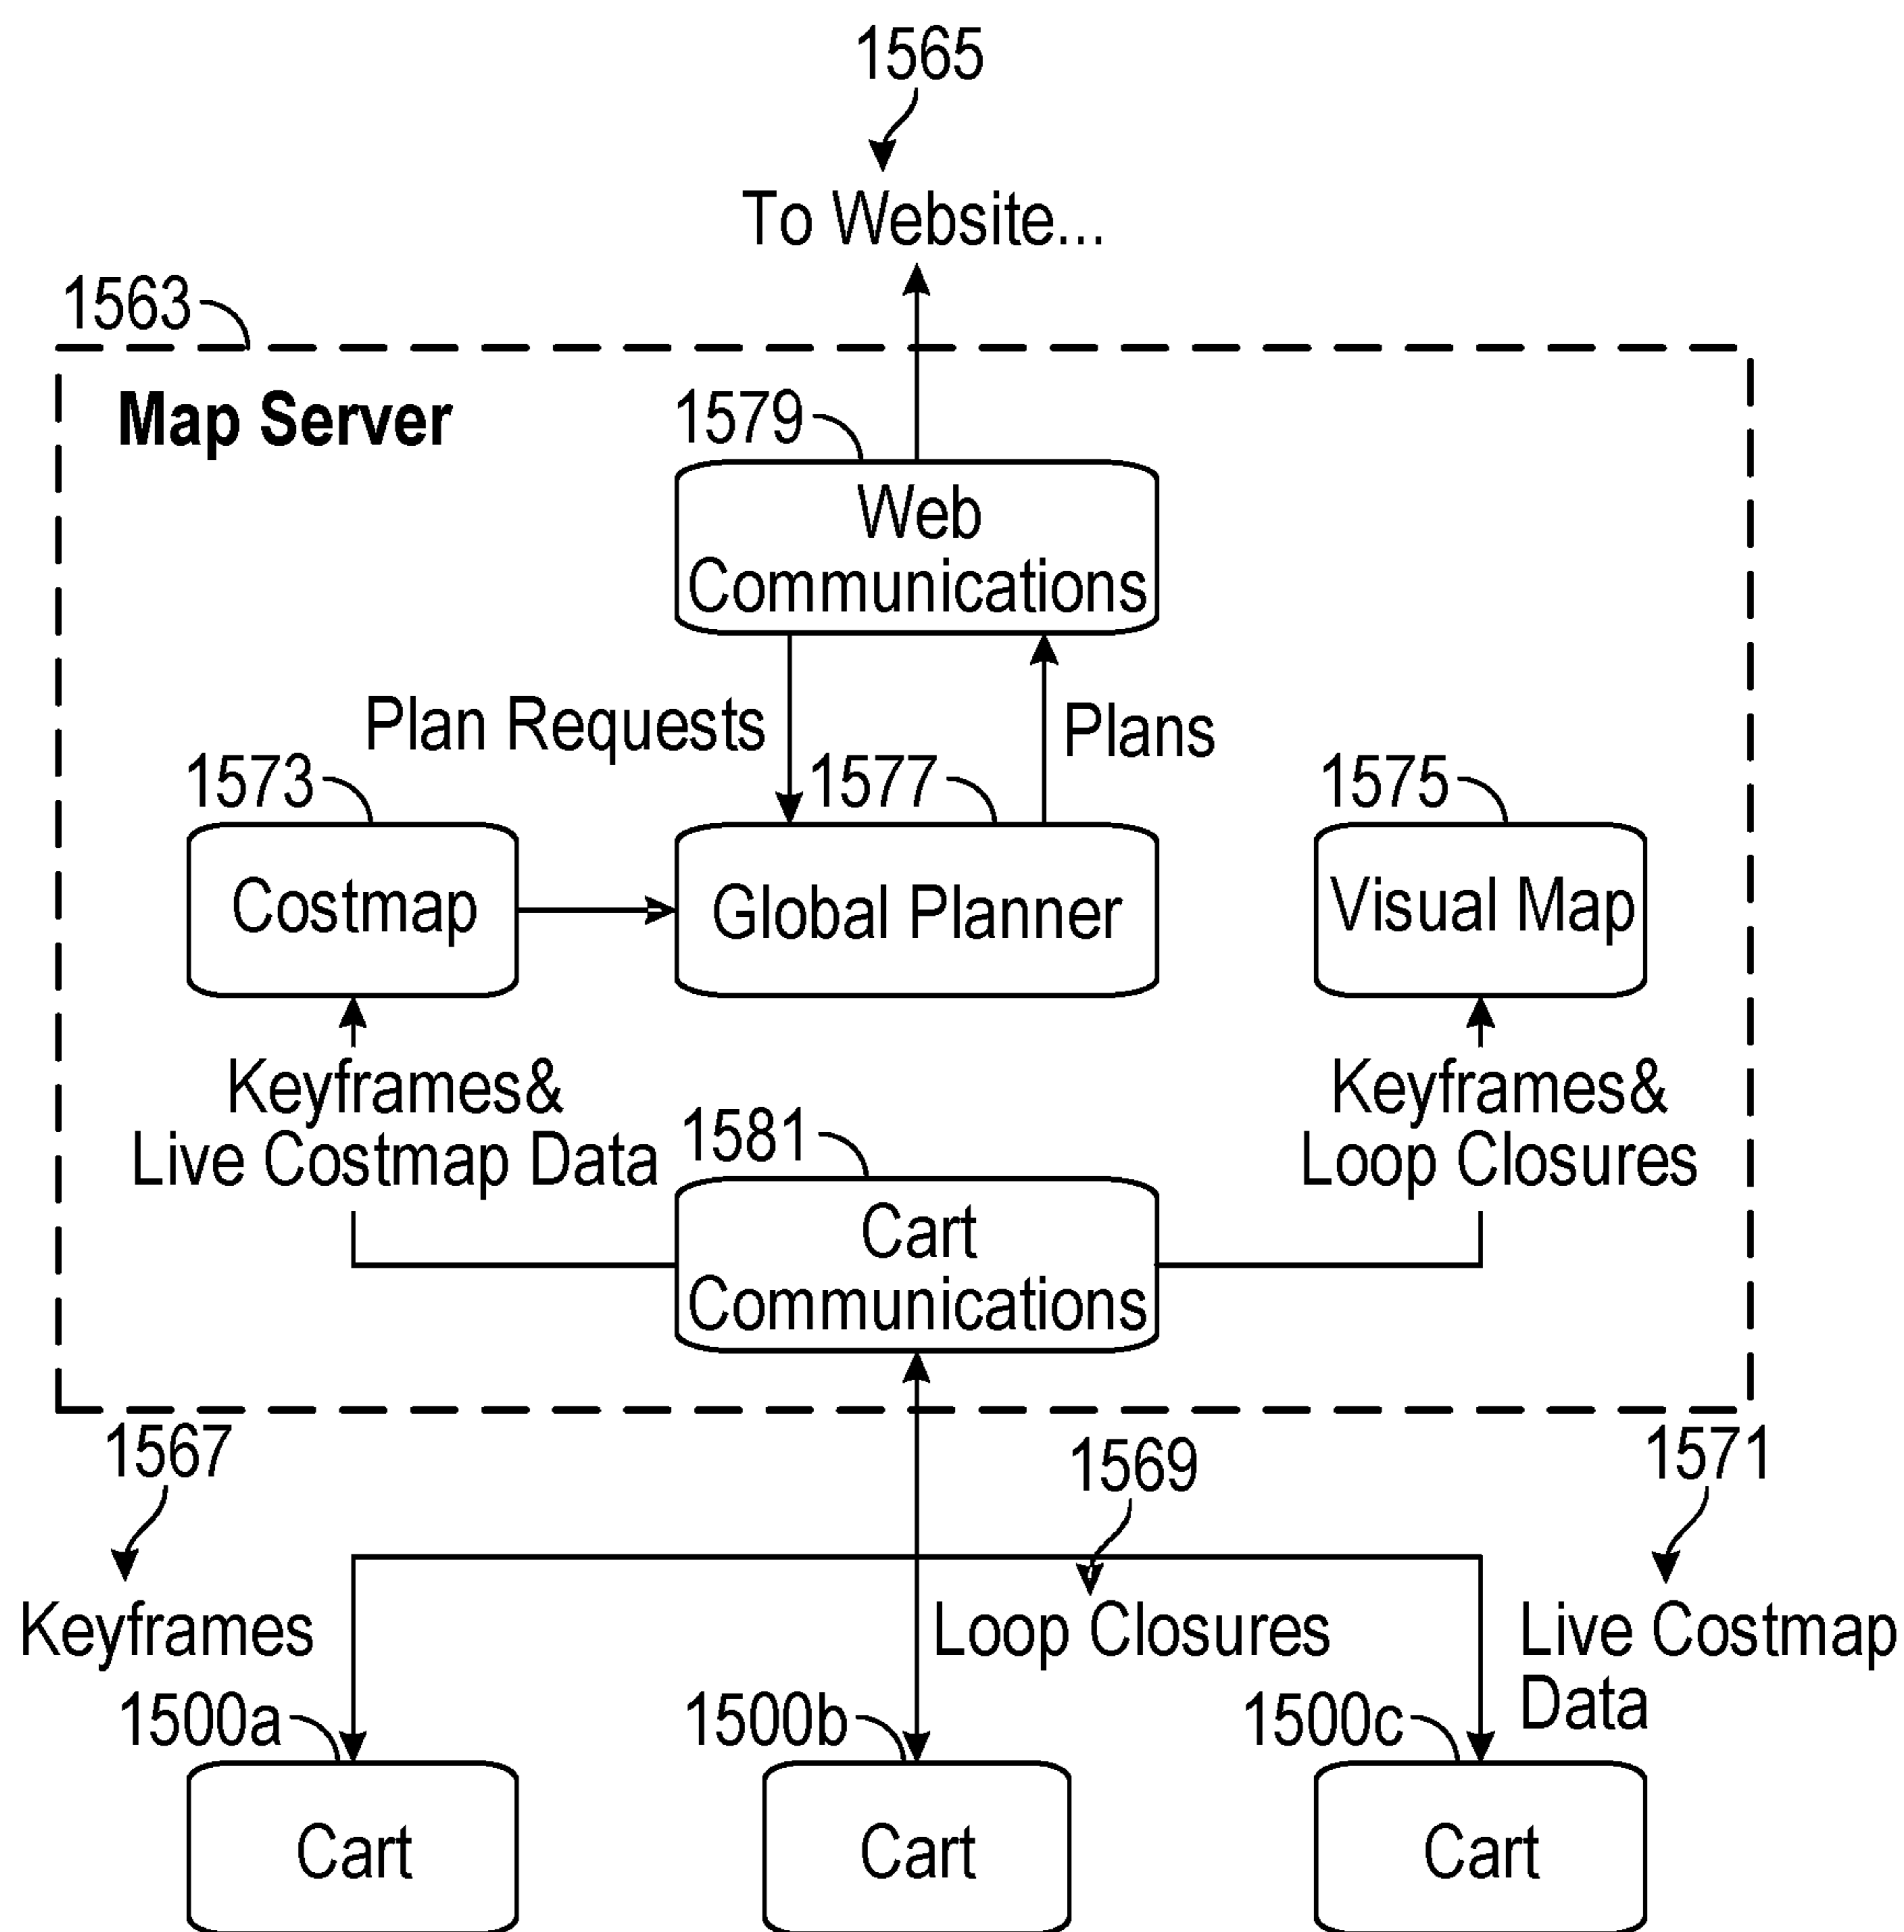 1565
To Website...
1563
Map Server
1579
Web
Communications
Plan Requests
Plans
1573
1577
1575
Costmap
Global Planner
Visual Map
Keyframes&
Live Costmap Data
Keyframes&
Loop Closures
1581
Cart
Communications
1567
1569
1571
Keyframes
Loop Closures
Live Costmap
Data
1500a
1500b
1500c
Cart
Cart
Cart